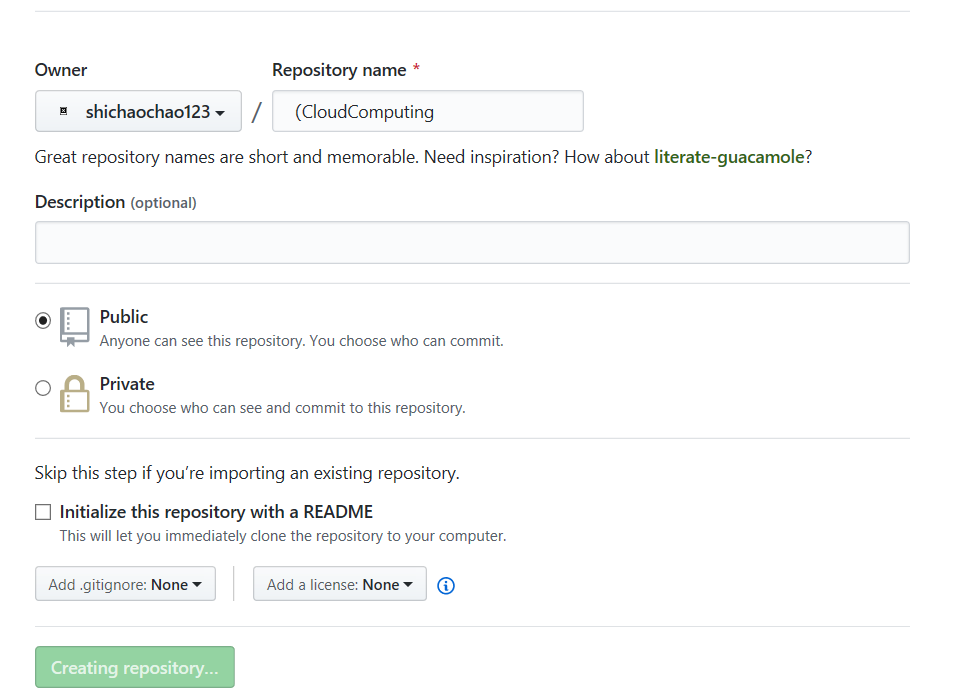 Owner Repository name *
shichaochao123 / (CloudComputing
Great repository names are short and memorable. Need inspiration? How about literate-guacamole?
Description (optional)
Public
Anyone can see this repository. You choose who can commit.
Private
You choose who can see and commit to this repository.
Skip this step if you’re importing an existing repository.
Initialize this repository with a README
This will let you immediately clone the repository to your computer.
Add .gitignore: None Add a license: None
Creating repository...